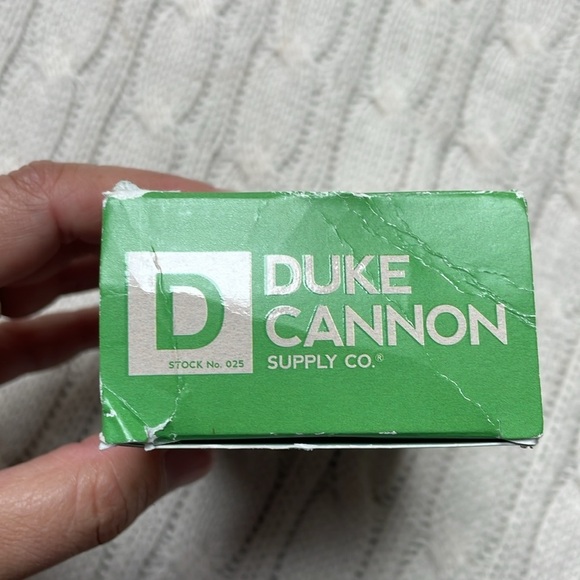 D
STOCK No. 025
DUKE
CANNON
SUPPLY CO.®